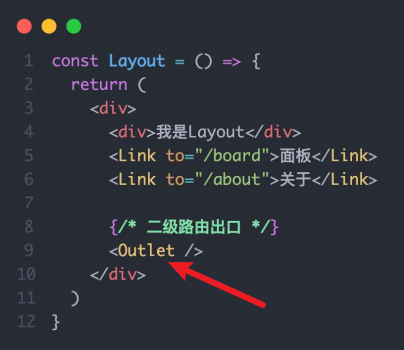 1 const Layout = () => {
2   return (
3     <div>
4       <div>我是Layout</div>
5       <Link to="/board">面板</Link>
6       <Link to="/about">关于</Link>
7
8       {/* 二级路由出口 */}
9       <Outlet />
10     </div>
11   )
12 }